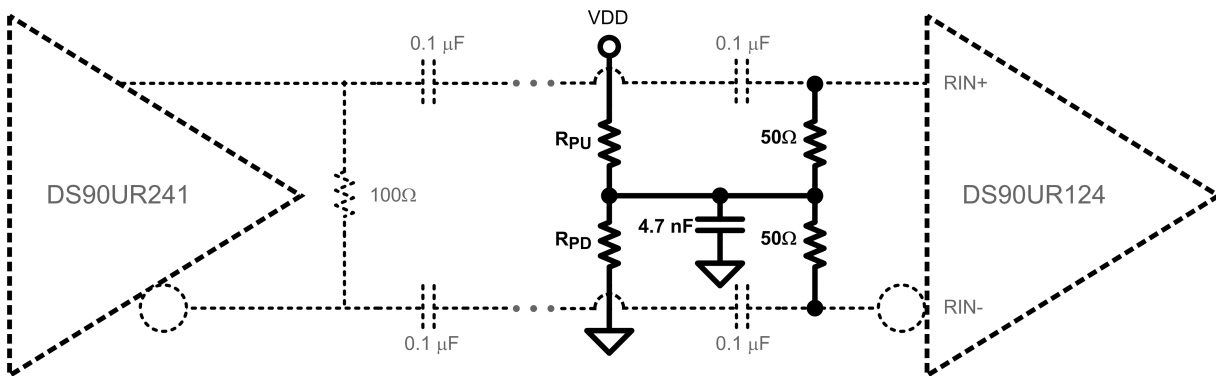 VDD
0.1 μF
0.1 μF
RIN+
RPU
50Ω
DS90UR241
100Ω
DS90UR124
RPD
4.7 nF
50Ω
RIN-
0.1 μF
0.1 μF